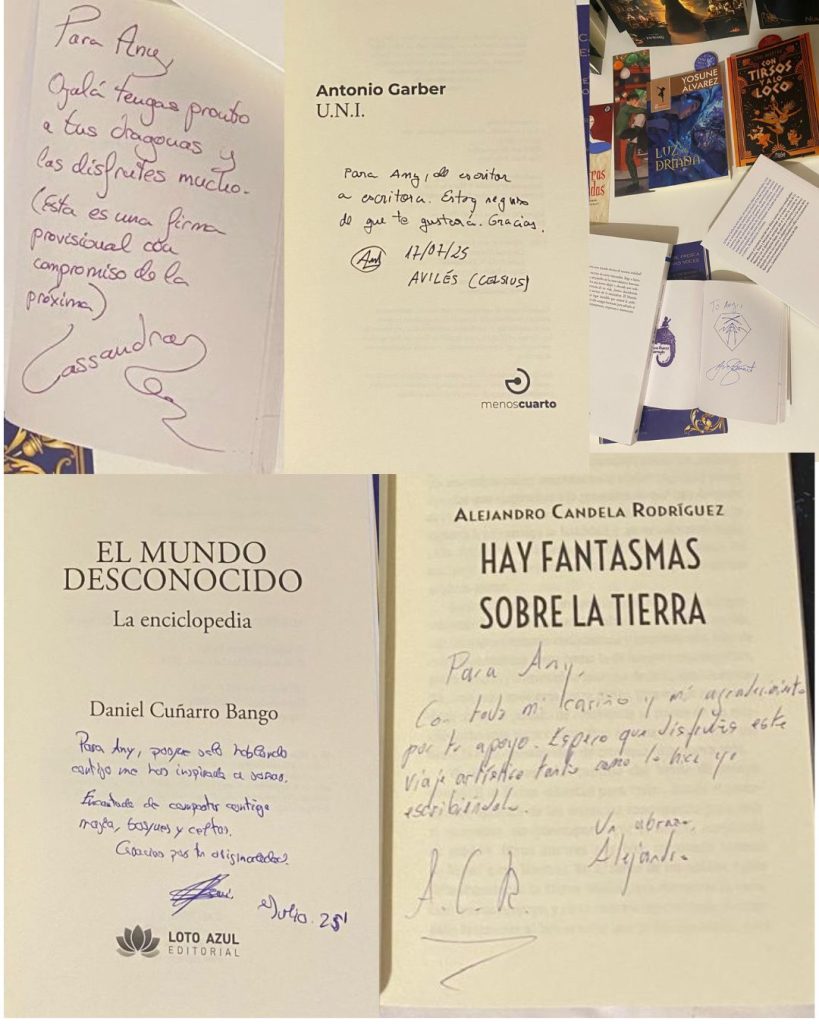 Para Any,
Ojalá tengas pronto
a tus dragonas y
las disfrutes mucho.
(Esta es una firma
provisional con
compromiso de la
próxima)
Cassandra
Antonio Garber
U.N.I.
Para Any, de escritor
a escritora. Estoy seguro
de que te gustará. Gracias.
17/07/25
AVILÉS (CELSIUS)
menoscuarto
YOSUNE
ÁLVAREZ
LUZ
DRÍADA
CON
TIRSOS
Y A LO
LOCO
To Any
EL MUNDO
DESCONOCIDO
La enciclopedia
Daniel Cuñarro Bango
Para Any, porque solo hablando
contigo me has inspirado a
Encantado de compartir contigo
magia, bosques y celtas.
Gracias por tu originalidad.
Julio. 25'
LOTO AZUL
EDITORIAL
ALEJANDRO CANDELA RODRÍGUEZ
HAY FANTASMAS
SOBRE LA TIERRA
Para Any,
Con todo mi cariño y mi agradecimiento
por tu apoyo. Espero que disfrutes este
viaje artístico tanto como lo hice yo
escribiéndolo.
Un abrazo,
Alejandro
A.C.R.